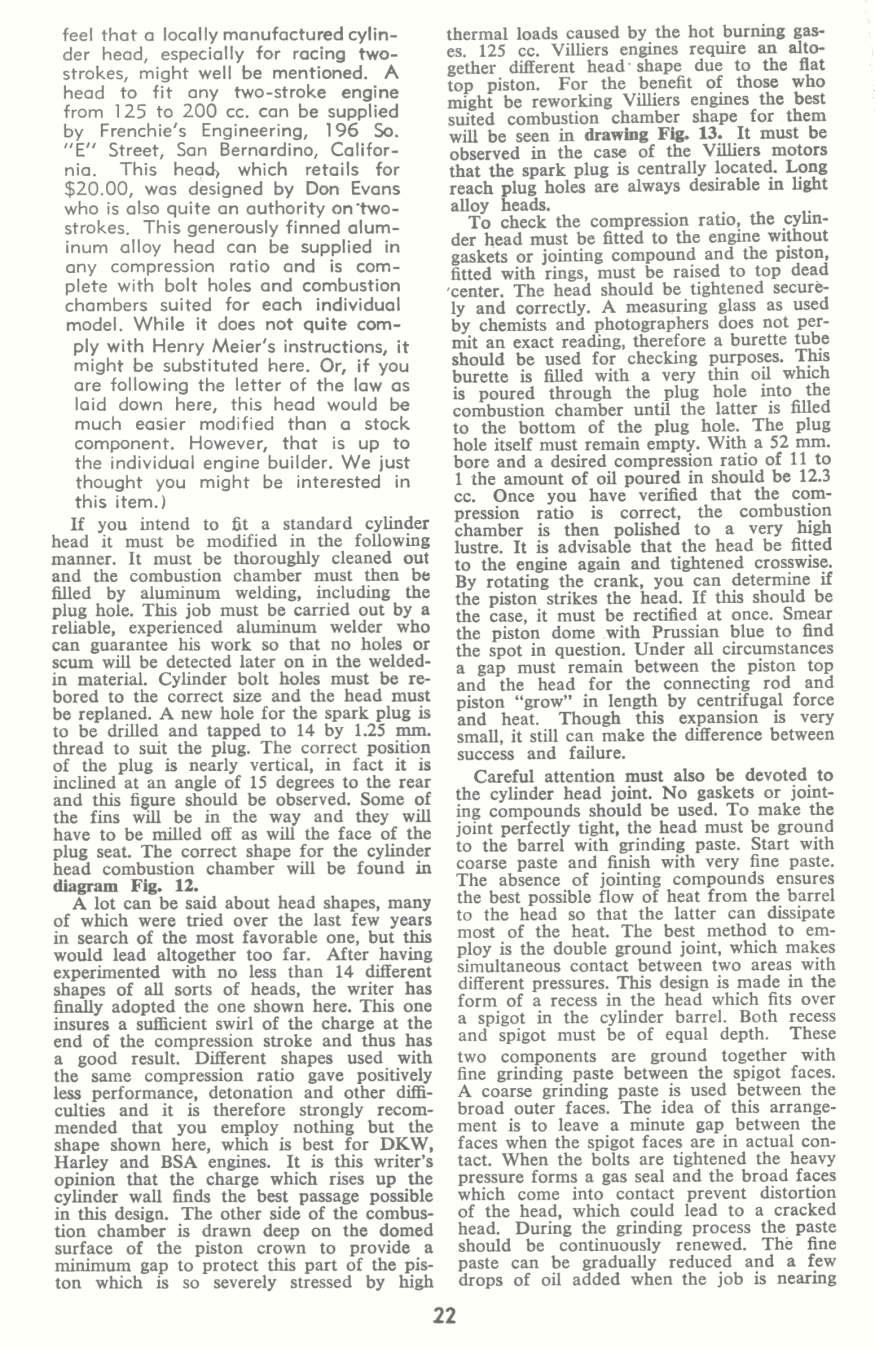 feel that a locally manufactured cylin-
der head, especially for racing two-
strokes, might well be mentioned. A
head to fit any two-stroke engine
from 125 to 200 cc. can be supplied
by Frenchie's Engineering, 196 So.
"E" Street, San Bernardino, Califor-
nia. This head, which retails for
$20.00, was designed by Don Evans
who is also quite an authority on two-
strokes. This generously finned alum-
inum alloy head can be supplied in
any compression ratio and is com-
plete with bolt holes and combustion
chambers suited for each individual
model. While it does not quite com-
ply with Henry Meier's instructions, it
might be substituted here. Or, if you
are following the letter of the law as
laid down here, this head would be
much easier modified than a stock
component. However, that is up to
the individual engine builder. We just
thought you might be interested in
this item.)
If you intend to fit a standard cylinder
head it must be modified in the following
manner. It must be thoroughly cleaned out
and the combustion chamber must then be
filled by aluminum welding, including the
plug hole. This job must be carried out by a
reliable, experienced aluminum welder who
can guarantee his work so that no holes or
scum will be detected later on in the welded-
in material. Cylinder bolt holes must be re-
bored to the correct size and the head must
be replaned. A new hole for the spark plug is
to be drilled and tapped to 14 by 1.25 mm.
thread to suit the plug. The correct position
of the plug is nearly vertical, in fact it is
inclined at an angle of 15 degrees to the rear
and this figure should be observed. Some of
the fins will be in the way and they will
have to be milled off as will the face of the
plug seat. The correct shape for the cylinder
head combustion chamber will be found in
diagram Fig. 12.
A lot can be said about head shapes, many
of which were tried over the last few years
in search of the most favorable one, but this
would lead altogether too far. After having
experimented with no less than 14 different
shapes of all sorts of heads, the writer has
finally adopted the one shown here. This one
insures a sufficient swirl of the charge at the
end of the compression stroke and thus has
a good result. Different shapes used with
the same compression ratio gave positively
less performance, detonation and other diffi-
culties and it is therefore strongly recom-
mended that you employ nothing but the
shape shown here, which is best for DKW,
Harley and BSA engines. It is this writer's
opinion that the charge which rises up the
cylinder wall finds the best passage possible
in this design. The other side of the combus-
tion chamber is drawn deep on the domed
surface of the piston crown to provide a
minimum gap to protect this part of the pis-
ton which is so severely stressed by high
thermal loads caused by the hot burning gas-
es. 125 cc. Villiers engines require an alto-
gether different head shape due to the flat
top piston. For the benefit of those who
might be reworking Villiers engines the best
suited combustion chamber shape for them
will be seen in drawing Fig. 13. It must be
observed in the case of the Villiers motors
that the spark plug is centrally located. Long
reach plug holes are always desirable in light
alloy heads.
To check the compression ratio, the cylin-
der head must be fitted to the engine without
gaskets or jointing compound and the piston,
fitted with rings, must be raised to top dead
center. The head should be tightened secure-
ly and correctly. A measuring glass as used
by chemists and photographers does not per-
mit an exact reading, therefore a burette tube
should be used for checking purposes. This
burette is filled with a very thin oil which
is poured through the plug hole into the
combustion chamber until the latter is filled
to the bottom of the plug hole. The plug
hole itself must remain empty. With a 52 mm.
bore and a desired compression ratio of 11 to
1 the amount of oil poured in should be 12.3
cc. Once you have verified that the com-
pression ratio is correct, the combustion
chamber is then polished to a very high
lustre. It is advisable that the head be fitted
to the engine again and tightened crosswise.
By rotating the crank, you can determine if
the piston strikes the head. If this should be
the case, it must be rectified at once. Smear
the piston dome with Prussian blue to find
the spot in question. Under all circumstances
a gap must remain between the piston top
and the head for the connecting rod and
piston "grow" in length by centrifugal force
and heat. Though this expansion is very
small, it still can make the difference between
success and failure.
Careful attention must also be devoted to
the cylinder head joint. No gaskets or joint-
ing compounds should be used. To make the
joint perfectly tight, the head must be ground
to the barrel with grinding paste. Start with
coarse paste and finish with very fine paste.
The absence of jointing compounds ensures
the best possible flow of heat from the barrel
to the head so that the latter can dissipate
most of the heat. The best method to em-
ploy is the double ground joint, which makes
simultaneous contact between two areas with
different pressures. This design is made in the
form of a recess in the head which fits over
a spigot in the cylinder barrel. Both recess
and spigot must be of equal depth. These
two components are ground together with
fine grinding paste between the spigot faces.
A coarse grinding paste is used between the
broad outer faces. The idea of this arrange-
ment is to leave a minute gap between the
faces when the spigot faces are in actual con-
tact. When the bolts are tightened the heavy
pressure forms a gas seal and the broad faces
which come into contact prevent distortion
of the head, which could lead to a cracked
head. During the grinding process the paste
should be continuously renewed. The fine
paste can be gradually reduced and a few
drops of oil added when the job is nearing
22